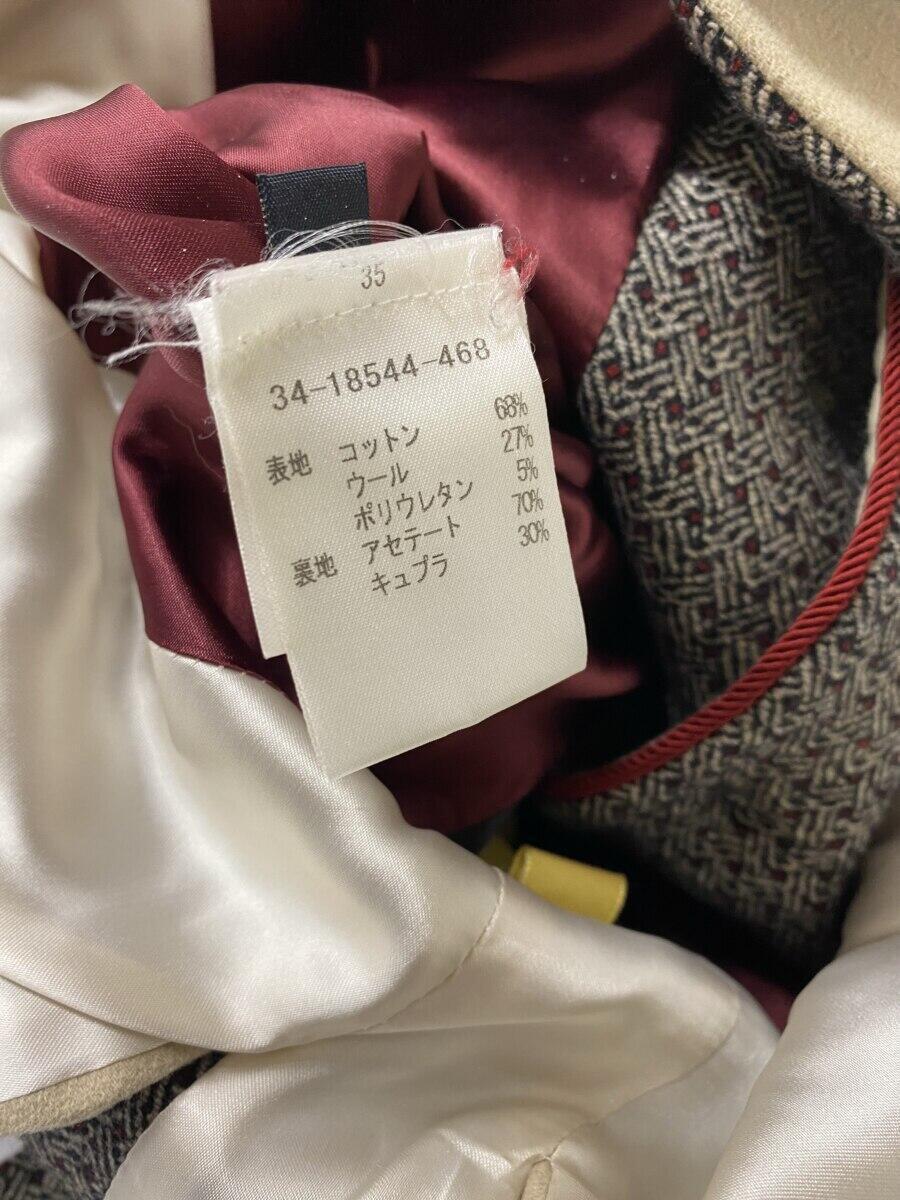 35
34-18544-468
表地 コットン 68%
ウール 27%
ポリウレタン 5%
裏地 アセテート 70%
キュプラ 30%